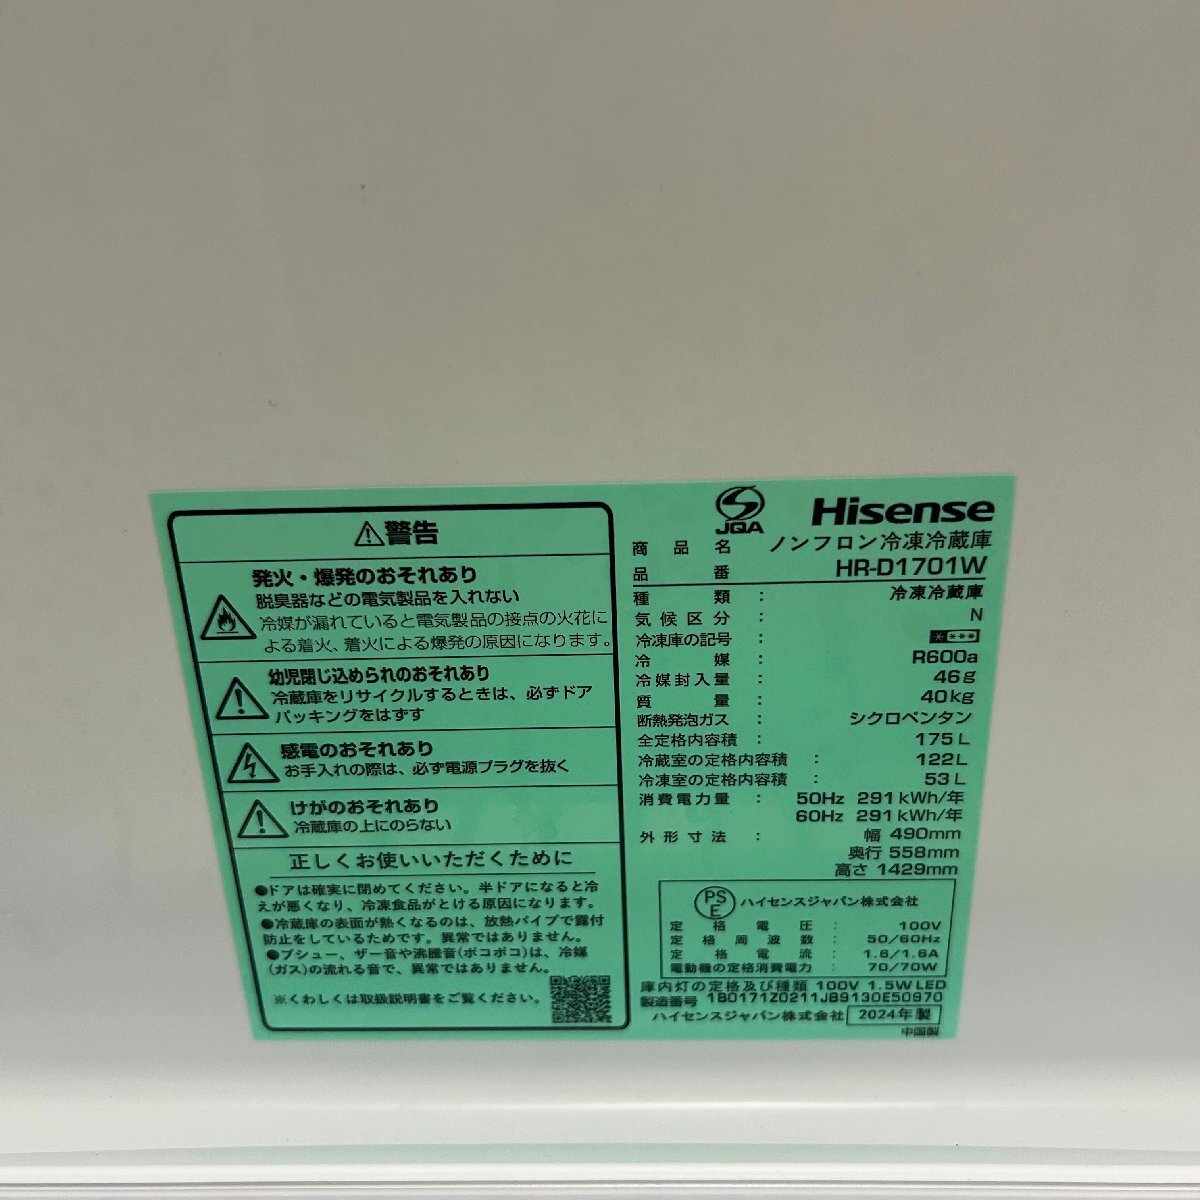 警告
発火・爆発のおそれあり
脱臭器などの電気製品を入れない
冷媒が漏れていると電気製品の接点の火花に
よる着火、着火による爆発の原因になります。
幼児閉じ込められのおそれあり
冷蔵庫をリサイクルするときは、必ずドア
パッキングをはずす
感電のおそれあり
お手入れの際は、必ず電源プラグを抜く
けがのおそれあり
冷蔵庫の上にのらない
正しくお使いいただくために
●ドアは確実に閉めてください。半ドアになると冷
えが悪くなり、冷凍食品がとける原因になります。
●冷蔵庫の表面が熱くなるのは、放熱パイプで露付
防止をしているためです。異常ではありません。
●プシュー、ザー音や沸騰音(ポコポコ)は、冷媒
(ガス)の流れる音で、異常ではありません。
※くわしくは取扱説明書をご覧ください。
JQA
Hisense
商品名 ノンフロン冷凍冷蔵庫
品番 HR-D1701W
種類 : 冷凍冷蔵庫
気候区分 : N
冷凍庫の記号 : ****
冷媒 : R600a
冷媒封入量 : 46g
質量 : 40kg
断熱発泡ガス : シクロペンタン
全定格内容積 : 175L
冷蔵室の定格内容積 : 122L
冷凍室の定格内容積 : 53L
消費電力量 : 50Hz 291kWh/年
60Hz 291kWh/年
外形寸法 : 幅 490mm
奥行 558mm
高さ 1429mm
PSE ハイセンスジャパン株式会社
定格電圧 : 100V
定格周波数 : 50/60Hz
定格電流 : 1.6/1.6A
電動機の定格消費電力 : 70/70W
庫内灯の定格及び種類 100V 1.5W LED
製造番号 1B0171Z0211JB9130E50970
ハイセンスジャパン株式会社 2024年製
中国製